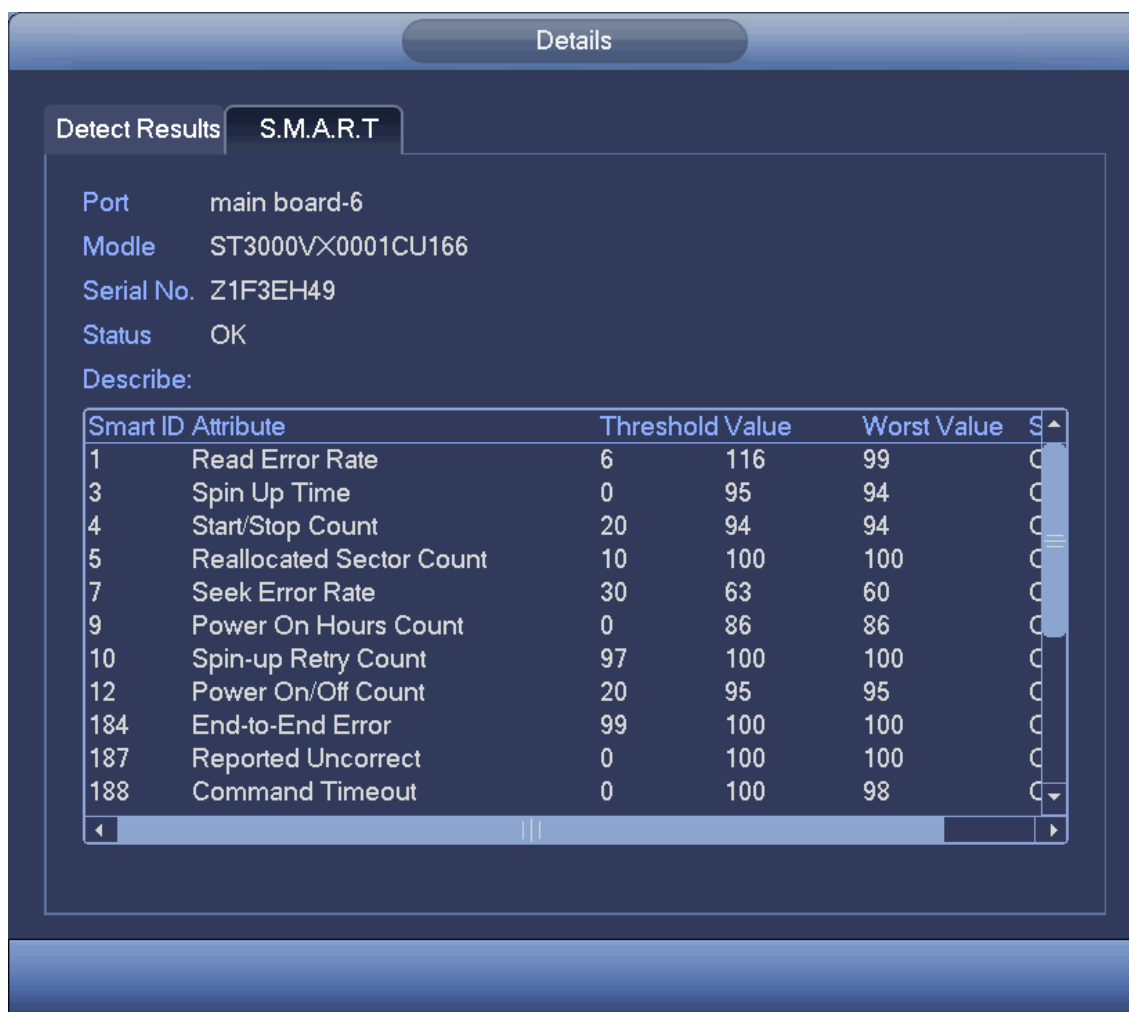 Details
Detect Results S.M.A.R.T
Port main board-6
Modle ST3000VX0001CU166
Serial No. Z1F3EH49
Status OK
Describe:
Smart ID Attribute Threshold Value Worst Value S
1 Read Error Rate 6 116 99
3 Spin Up Time 0 95 94
4 Start/Stop Count 20 94 94
5 Reallocated Sector Count 10 100 100
7 Seek Error Rate 30 63 60
9 Power On Hours Count 0 86 86
10 Spin-up Retry Count 97 100 100
12 Power On/Off Count 20 95 95
184 End-to-End Error 99 100 100
187 Reported Uncorrect 0 100 100
188 Command Timeout 0 100 98